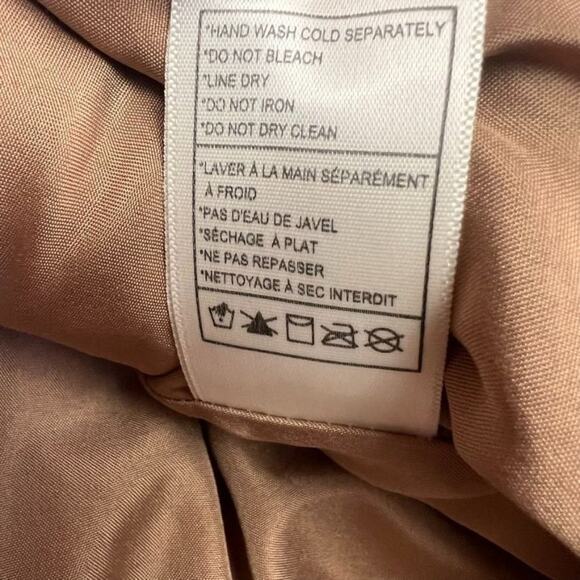 *HAND WASH COLD SEPARATELY
*DO NOT BLEACH
*LINE DRY
*DO NOT IRON
*DO NOT DRY CLEAN
*LAVER À LA MAIN SÉPARÉMENT
À FROID
*PAS D'EAU DE JAVEL
*SÉCHAGE À PLAT
*NE PAS REPASSER
*NETTOYAGE À SEC INTERDIT